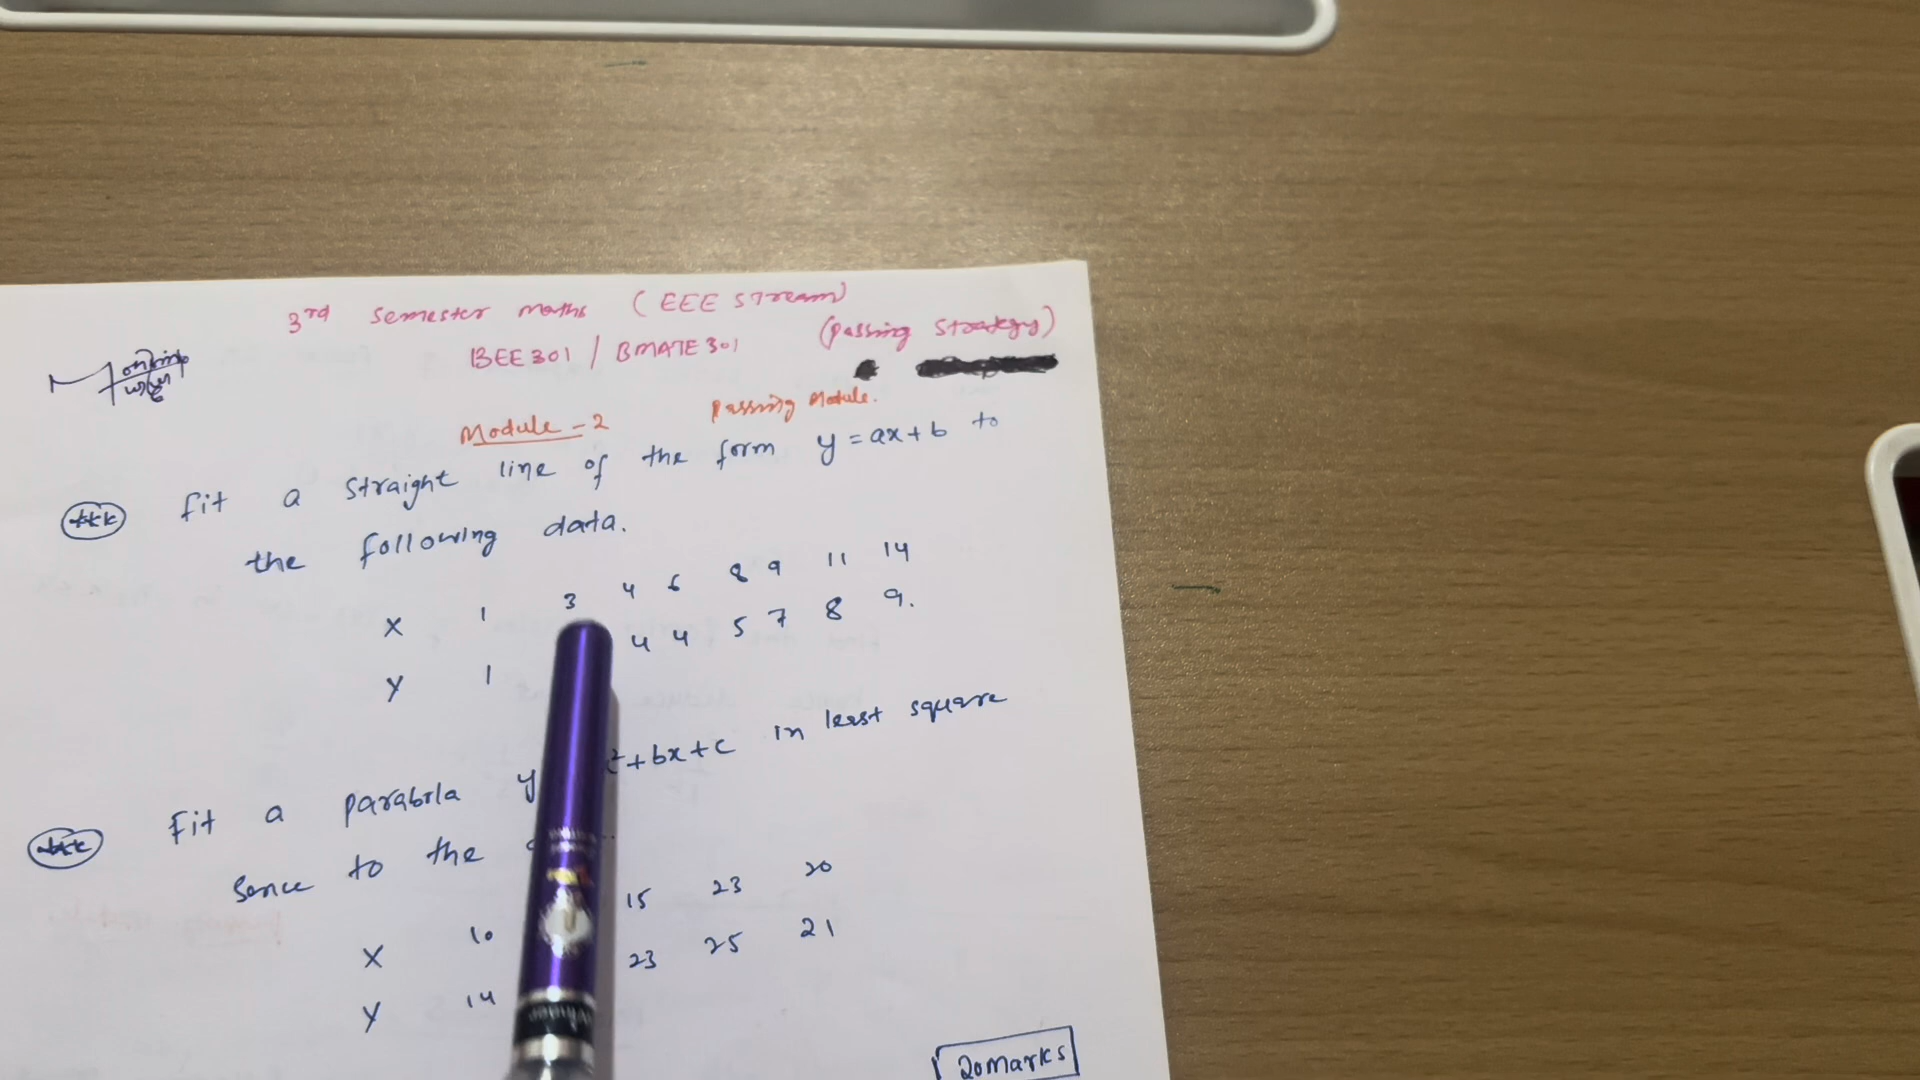 3rd Semester maths (EEE Stream)
BEE301 / BMATE301 (Passing Strategy)
Module-2 Passing Module.
Fit a straight line of the form y = ax + b to
the following data.
X 1 3 4 6 8 9 11 14
Y 1 4 4 5 7 8 9.
Fit a parabola y ²+bx+c in least square
Sence to the
X 10 15 23 20
Y 14 23 25 21
20 Marks